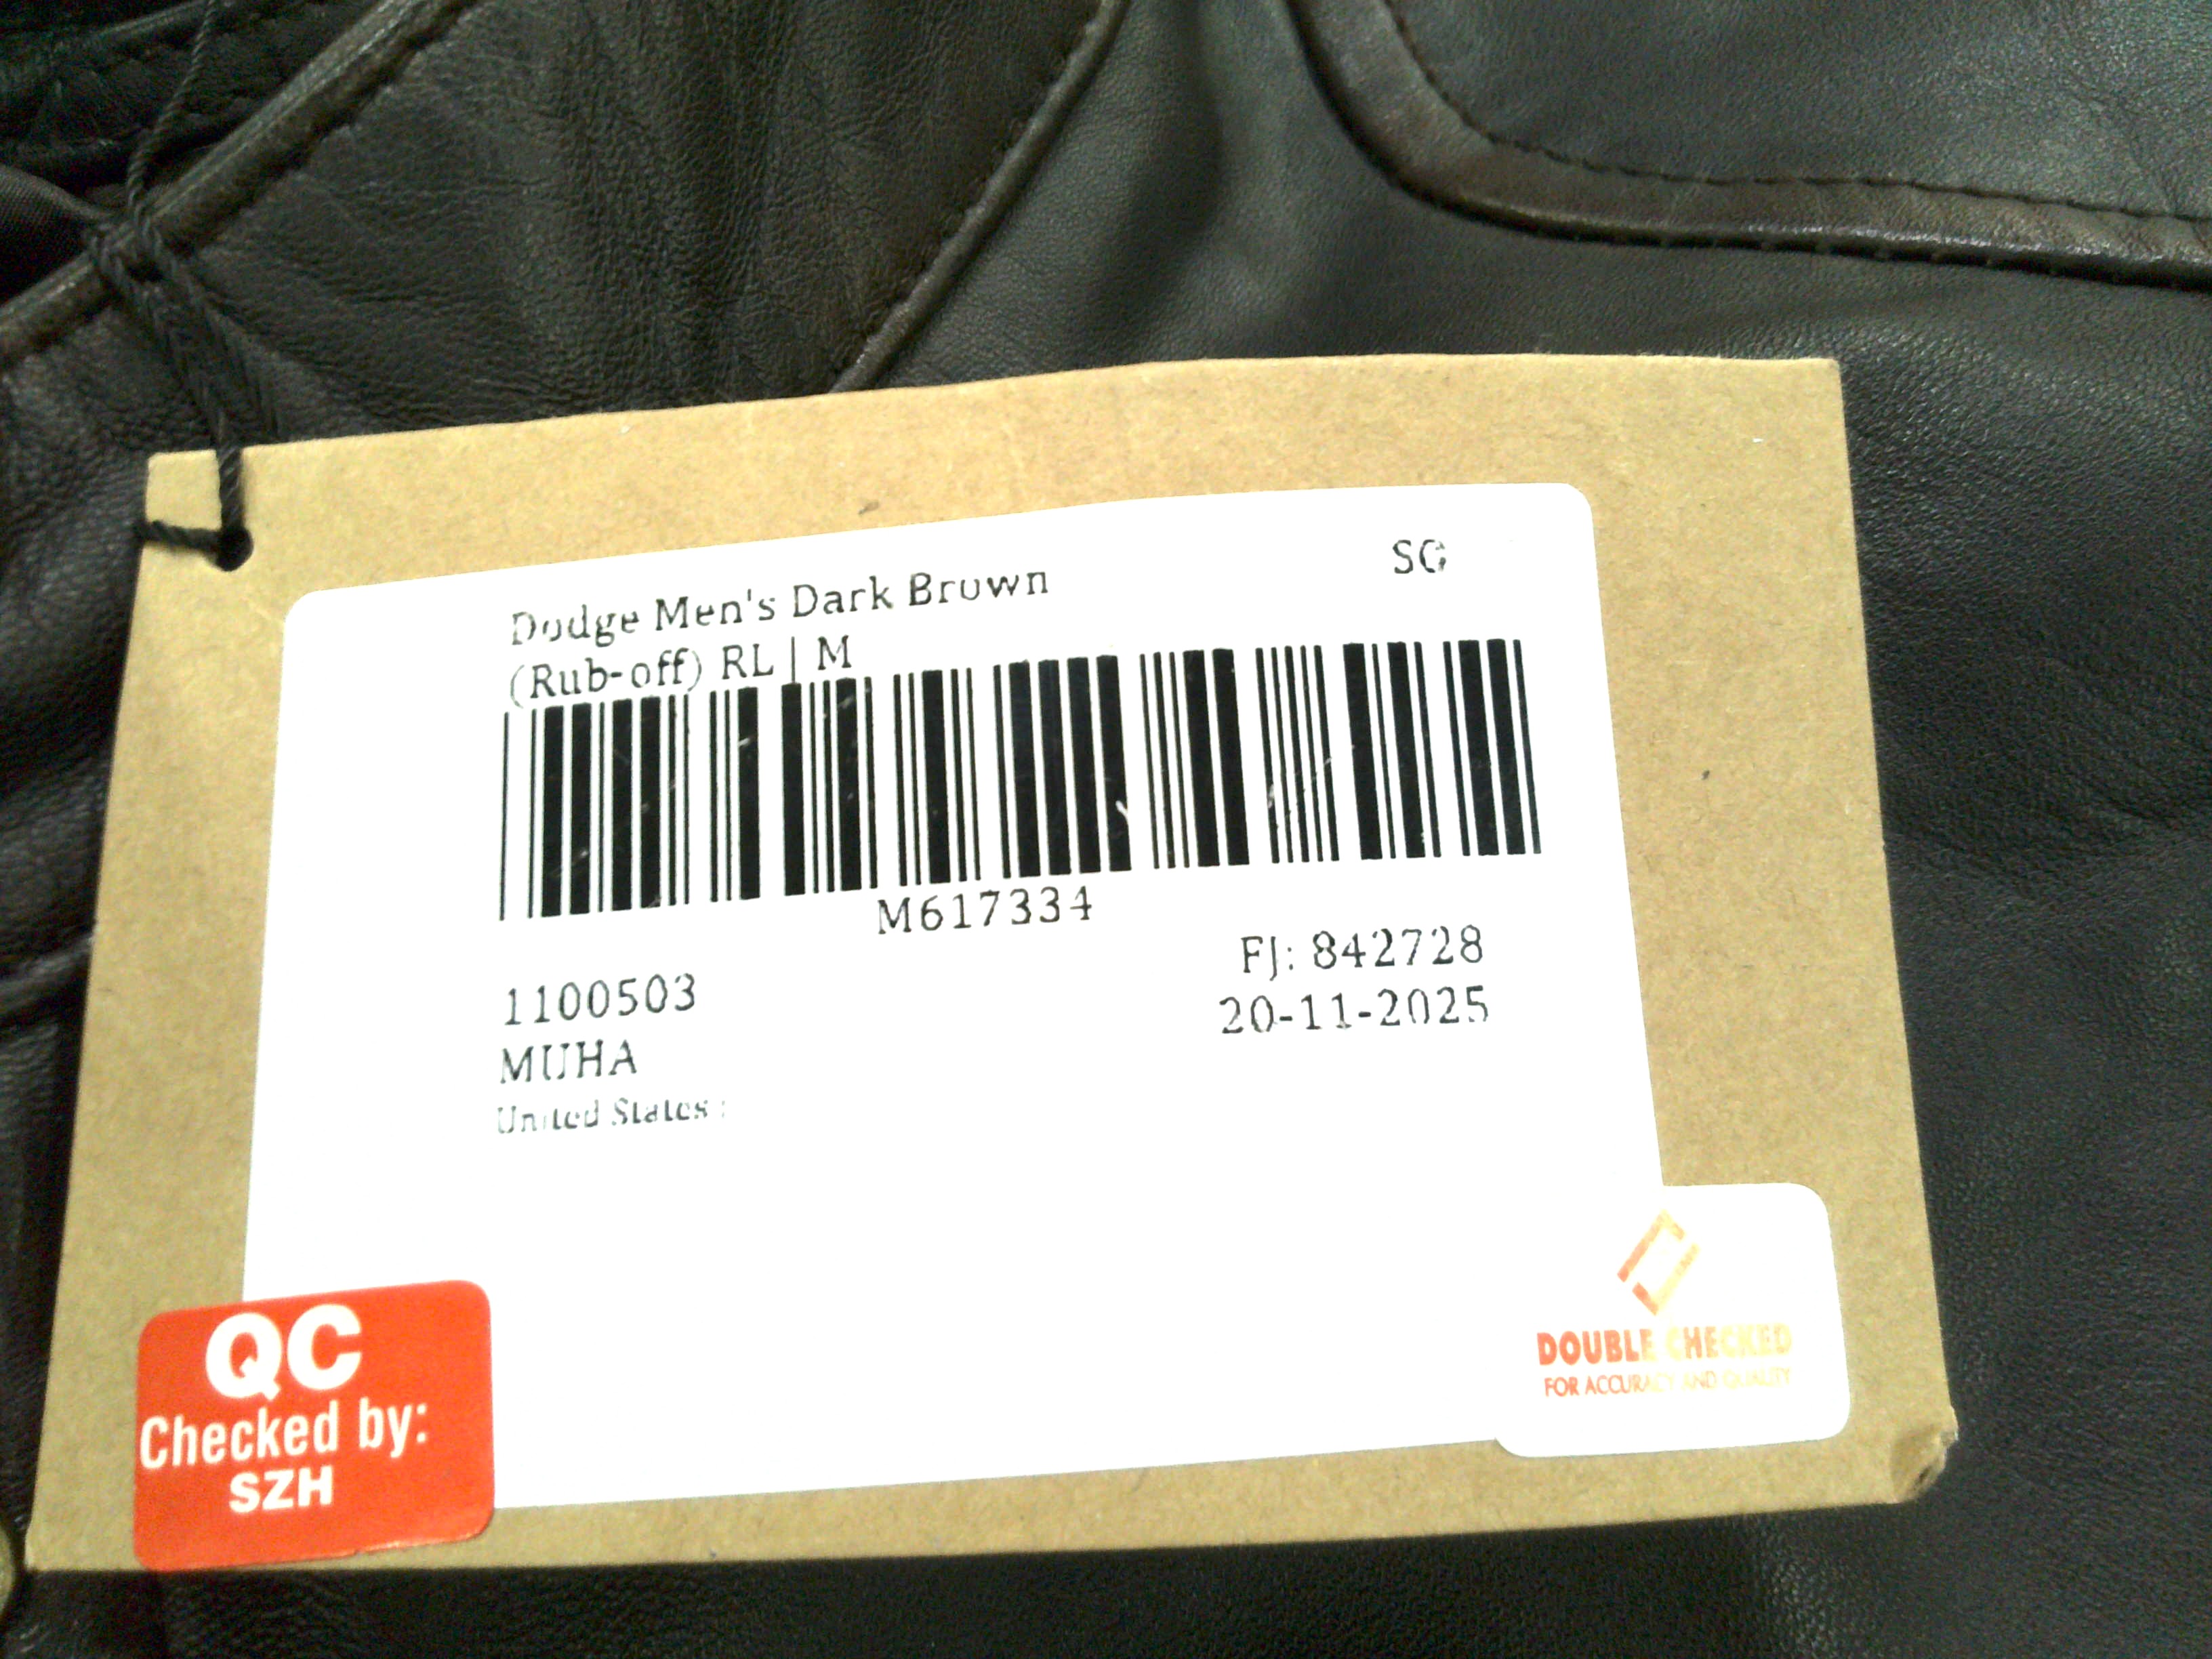 Dodge Men's Dark Brown
SG
(Rub-off) RL | M
M617334
FJ: 842728
1100503
20-11-2025
MUHA
United States :
QC
Checked by:
SZH
DOUBLE CHECKED
FOR ACCURACY AND QUALITY